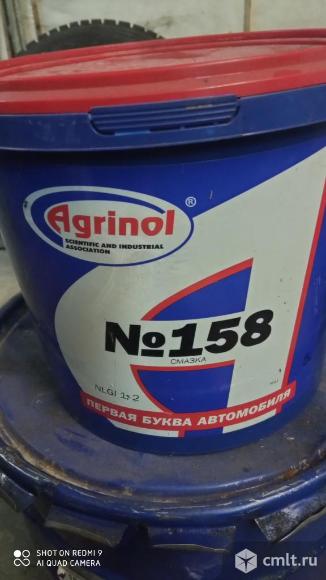 Agrinol®
SCIENTIFIC AND INDUSTRIAL
ASSOCIATION
№158
СМАЗКА
NLGI 1÷2
ПЕРВАЯ БУКВА АВТОМОБИЛЯ
SHOT ON REDMI 9
AI QUAD CAMERA
cmlt.ru